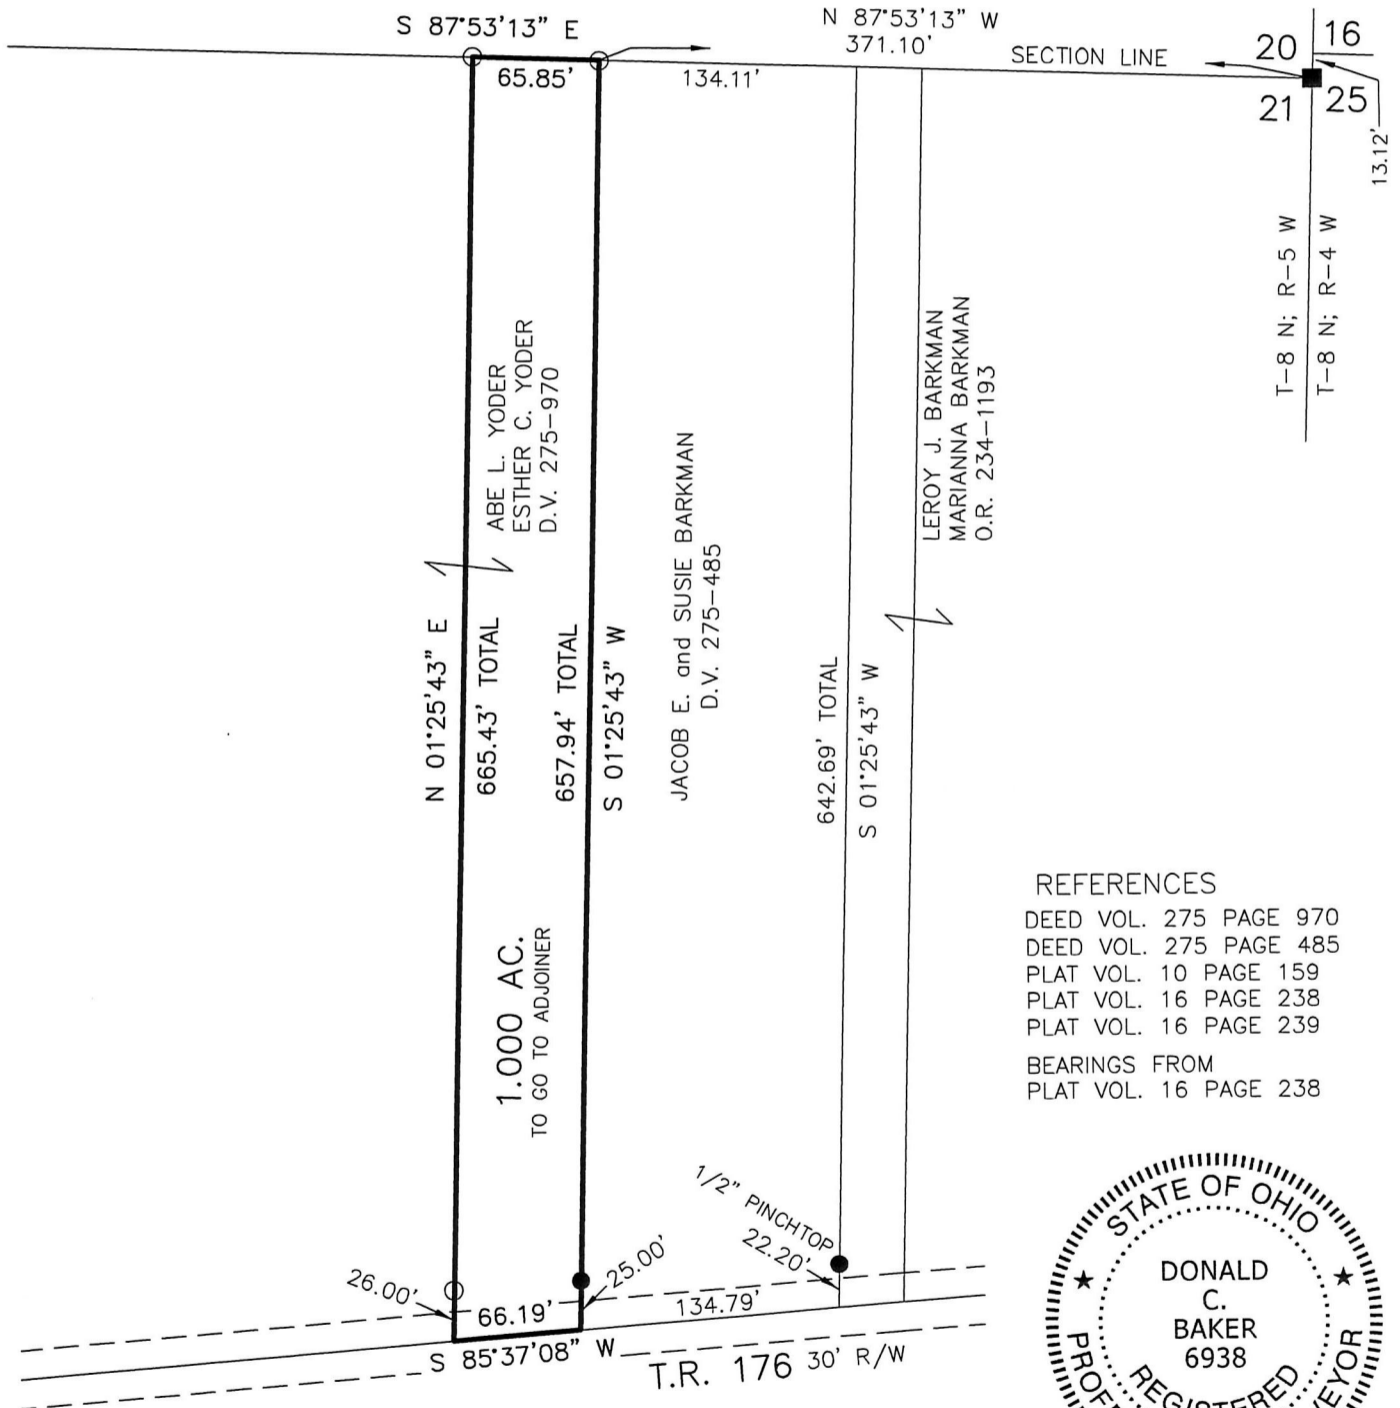 S 87°53'13" E
N 87°53'13" W
371.10'
SECTION LINE
20
16
21
25
65.85'
134.11'
13.12'
T-8 N; R-5 W
T-8 N; R-4 W
ABE L. YODER
ESTHER C. YODER
D.V. 275-970
JACOB E. and SUSIE BARKMAN
D.V. 275-485
LEROY J. BARKMAN
MARIANNA BARKMAN
O.R. 234-1193
N 01°25'43" E
665.43' TOTAL
657.94' TOTAL
S 01°25'43" W
642.69' TOTAL
S 01°25'43" W
1.000 AC.
TO GO TO ADJOINER
REFERENCES
DEED VOL. 275 PAGE 970
DEED VOL. 275 PAGE 485
PLAT VOL. 10 PAGE 159
PLAT VOL. 16 PAGE 238
PLAT VOL. 16 PAGE 239
BEARINGS FROM
PLAT VOL. 16 PAGE 238
1/2" PINCHTOP
22.20'
26.00'
25.00'
66.19'
134.79'
S 85°37'08" W
T.R. 176 30' R/W
STATE OF OHIO
DONALD
C.
BAKER
6938
REGISTERED